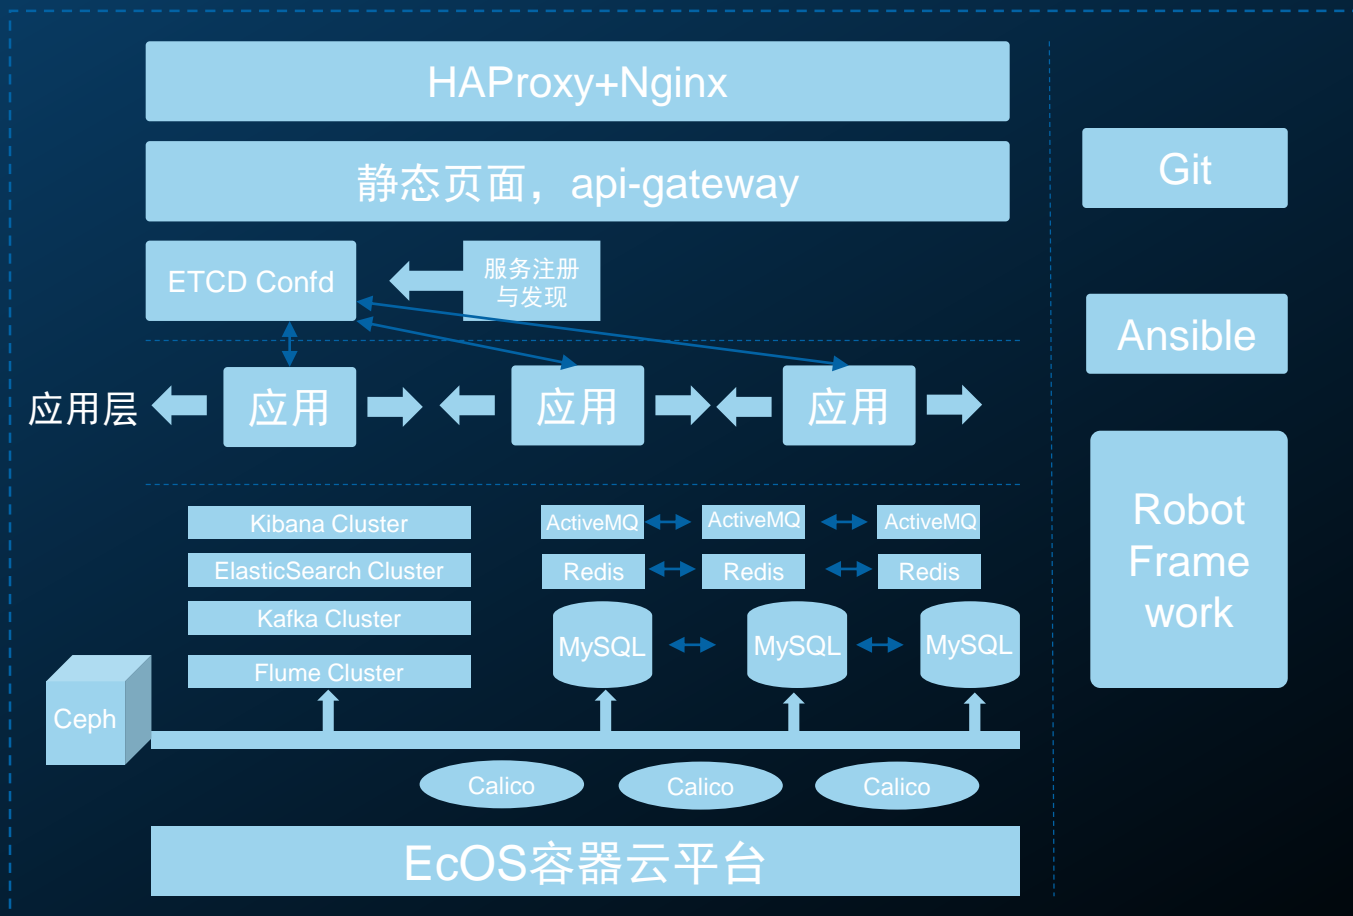 HAProxy+Nginx
静态页面，api-gateway
ETCD Confd
服务注册
与发现
应用层
应用
应用
应用
Kibana Cluster
ElasticSearch Cluster
Kafka Cluster
Flume Cluster
ActiveMQ
ActiveMQ
ActiveMQ
Redis
Redis
Redis
MySQL
MySQL
MySQL
Ceph
Calico
Calico
Calico
EcOS容器云平台
Git
Ansible
Robot
Frame
work